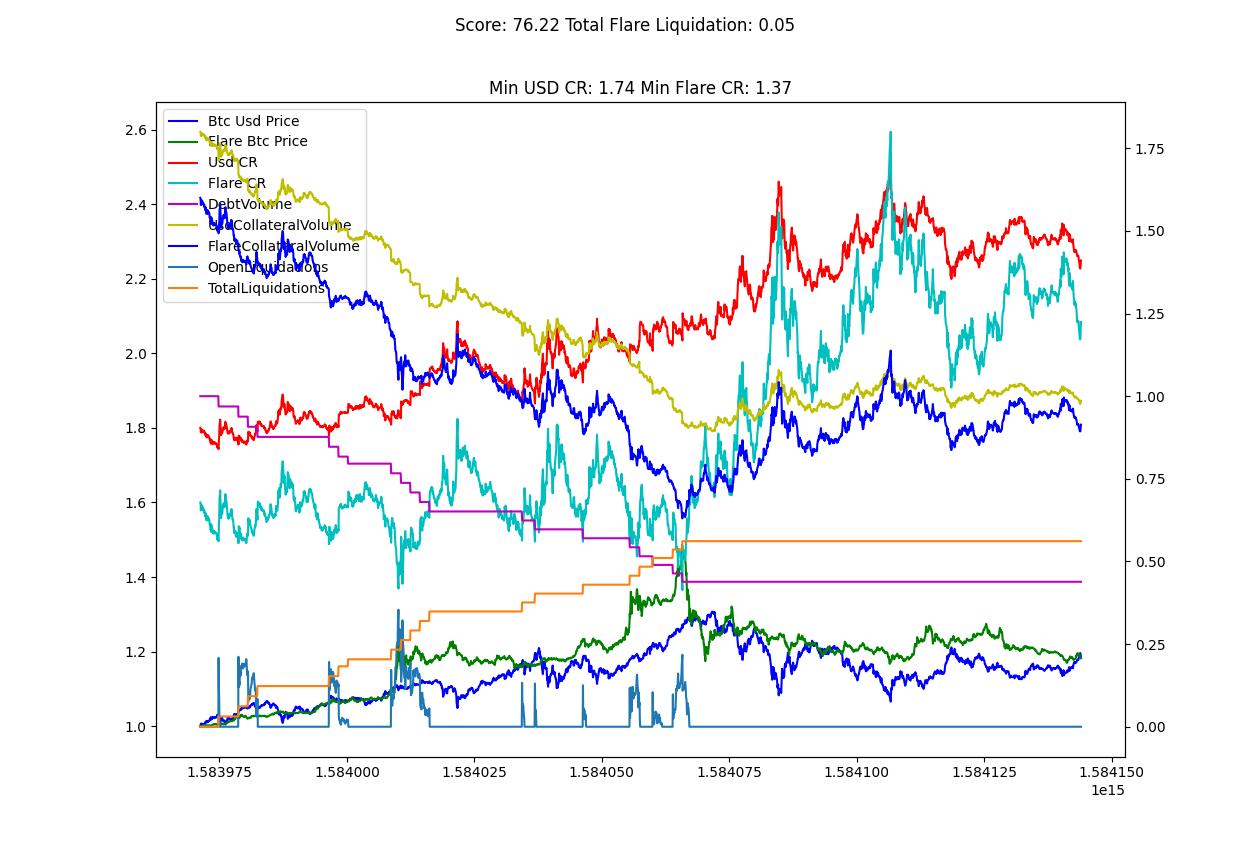 Score: 76.22 Total Flare Liquidation: 0.05
Min USD CR: 1.74 Min Flare CR: 1.37
Btc Usd Price
Flare Btc Price
Usd CR
Flare CR
DebtVolume
UsdCollateralVolume
FlareCollateralVolume
OpenLiquidations
TotalLiquidations
2.6
2.4
2.2
2.0
1.8
1.6
1.4
1.2
1.0
1.75
1.50
1.25
1.00
0.75
0.50
0.25
0.00
1.583975 1.584000 1.584025 1.584050 1.584075 1.584100 1.584125 1.584150
1e15